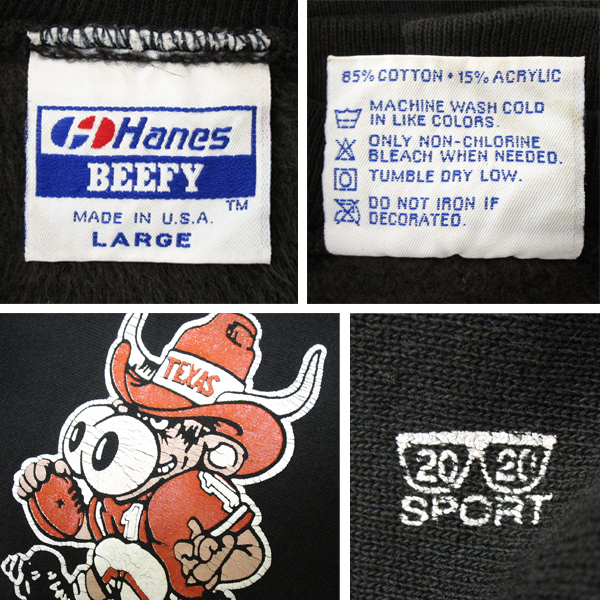 Hanes
BEEFY
TM
MADE IN U.S.A.
LARGE
85% COTTON • 15% ACRYLIC
MACHINE WASH COLD
IN LIKE COLORS.
ONLY NON-CHLORINE
BLEACH WHEN NEEDED.
TUMBLE DRY LOW.
DO NOT IRON IF
DECORATED.
TEXAS
1
1
20 20
SPORT